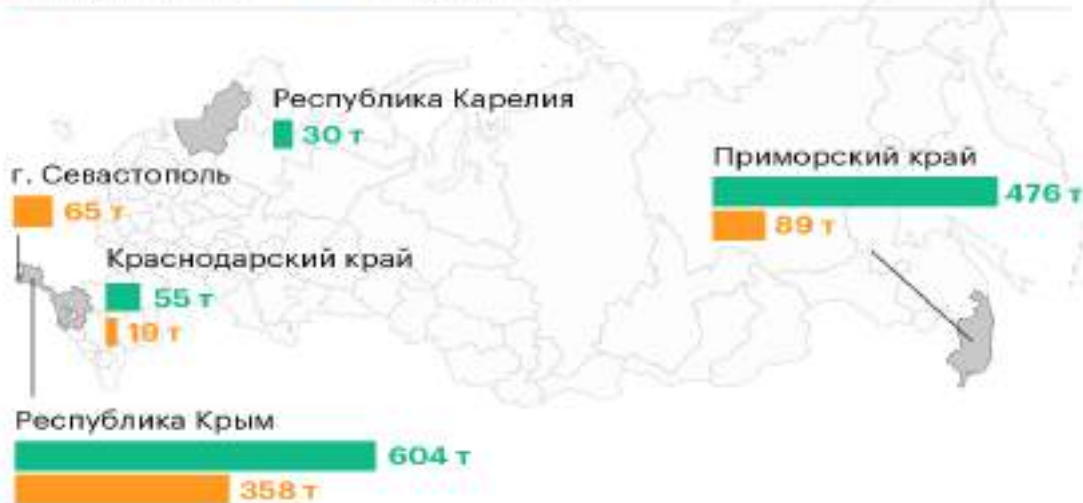 Республика Карелия
30 т
г. Севастополь
65 т
Краснодарский край
55 т
19 т
Приморский край
476 т
89 т
Республика Крым
604 т
358 т